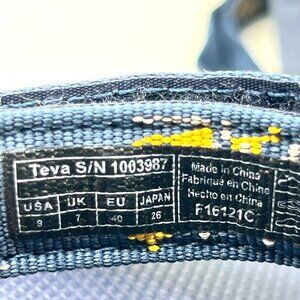 Teva S/N 1003987
USA UK EU JAPAN
9 7 40 26
Made in China
Fabriqué en Chine
Hecho en China
F16121C